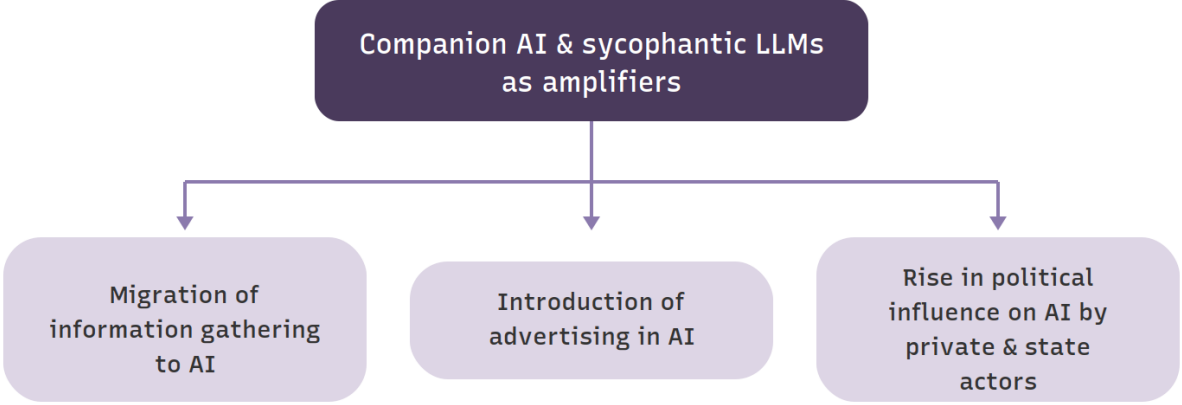 Companion AI & sycophantic LLMs
as amplifiers
Migration of
information gathering
to AI
Introduction of
advertising in AI
Rise in political
influence on AI by
private & state
actors